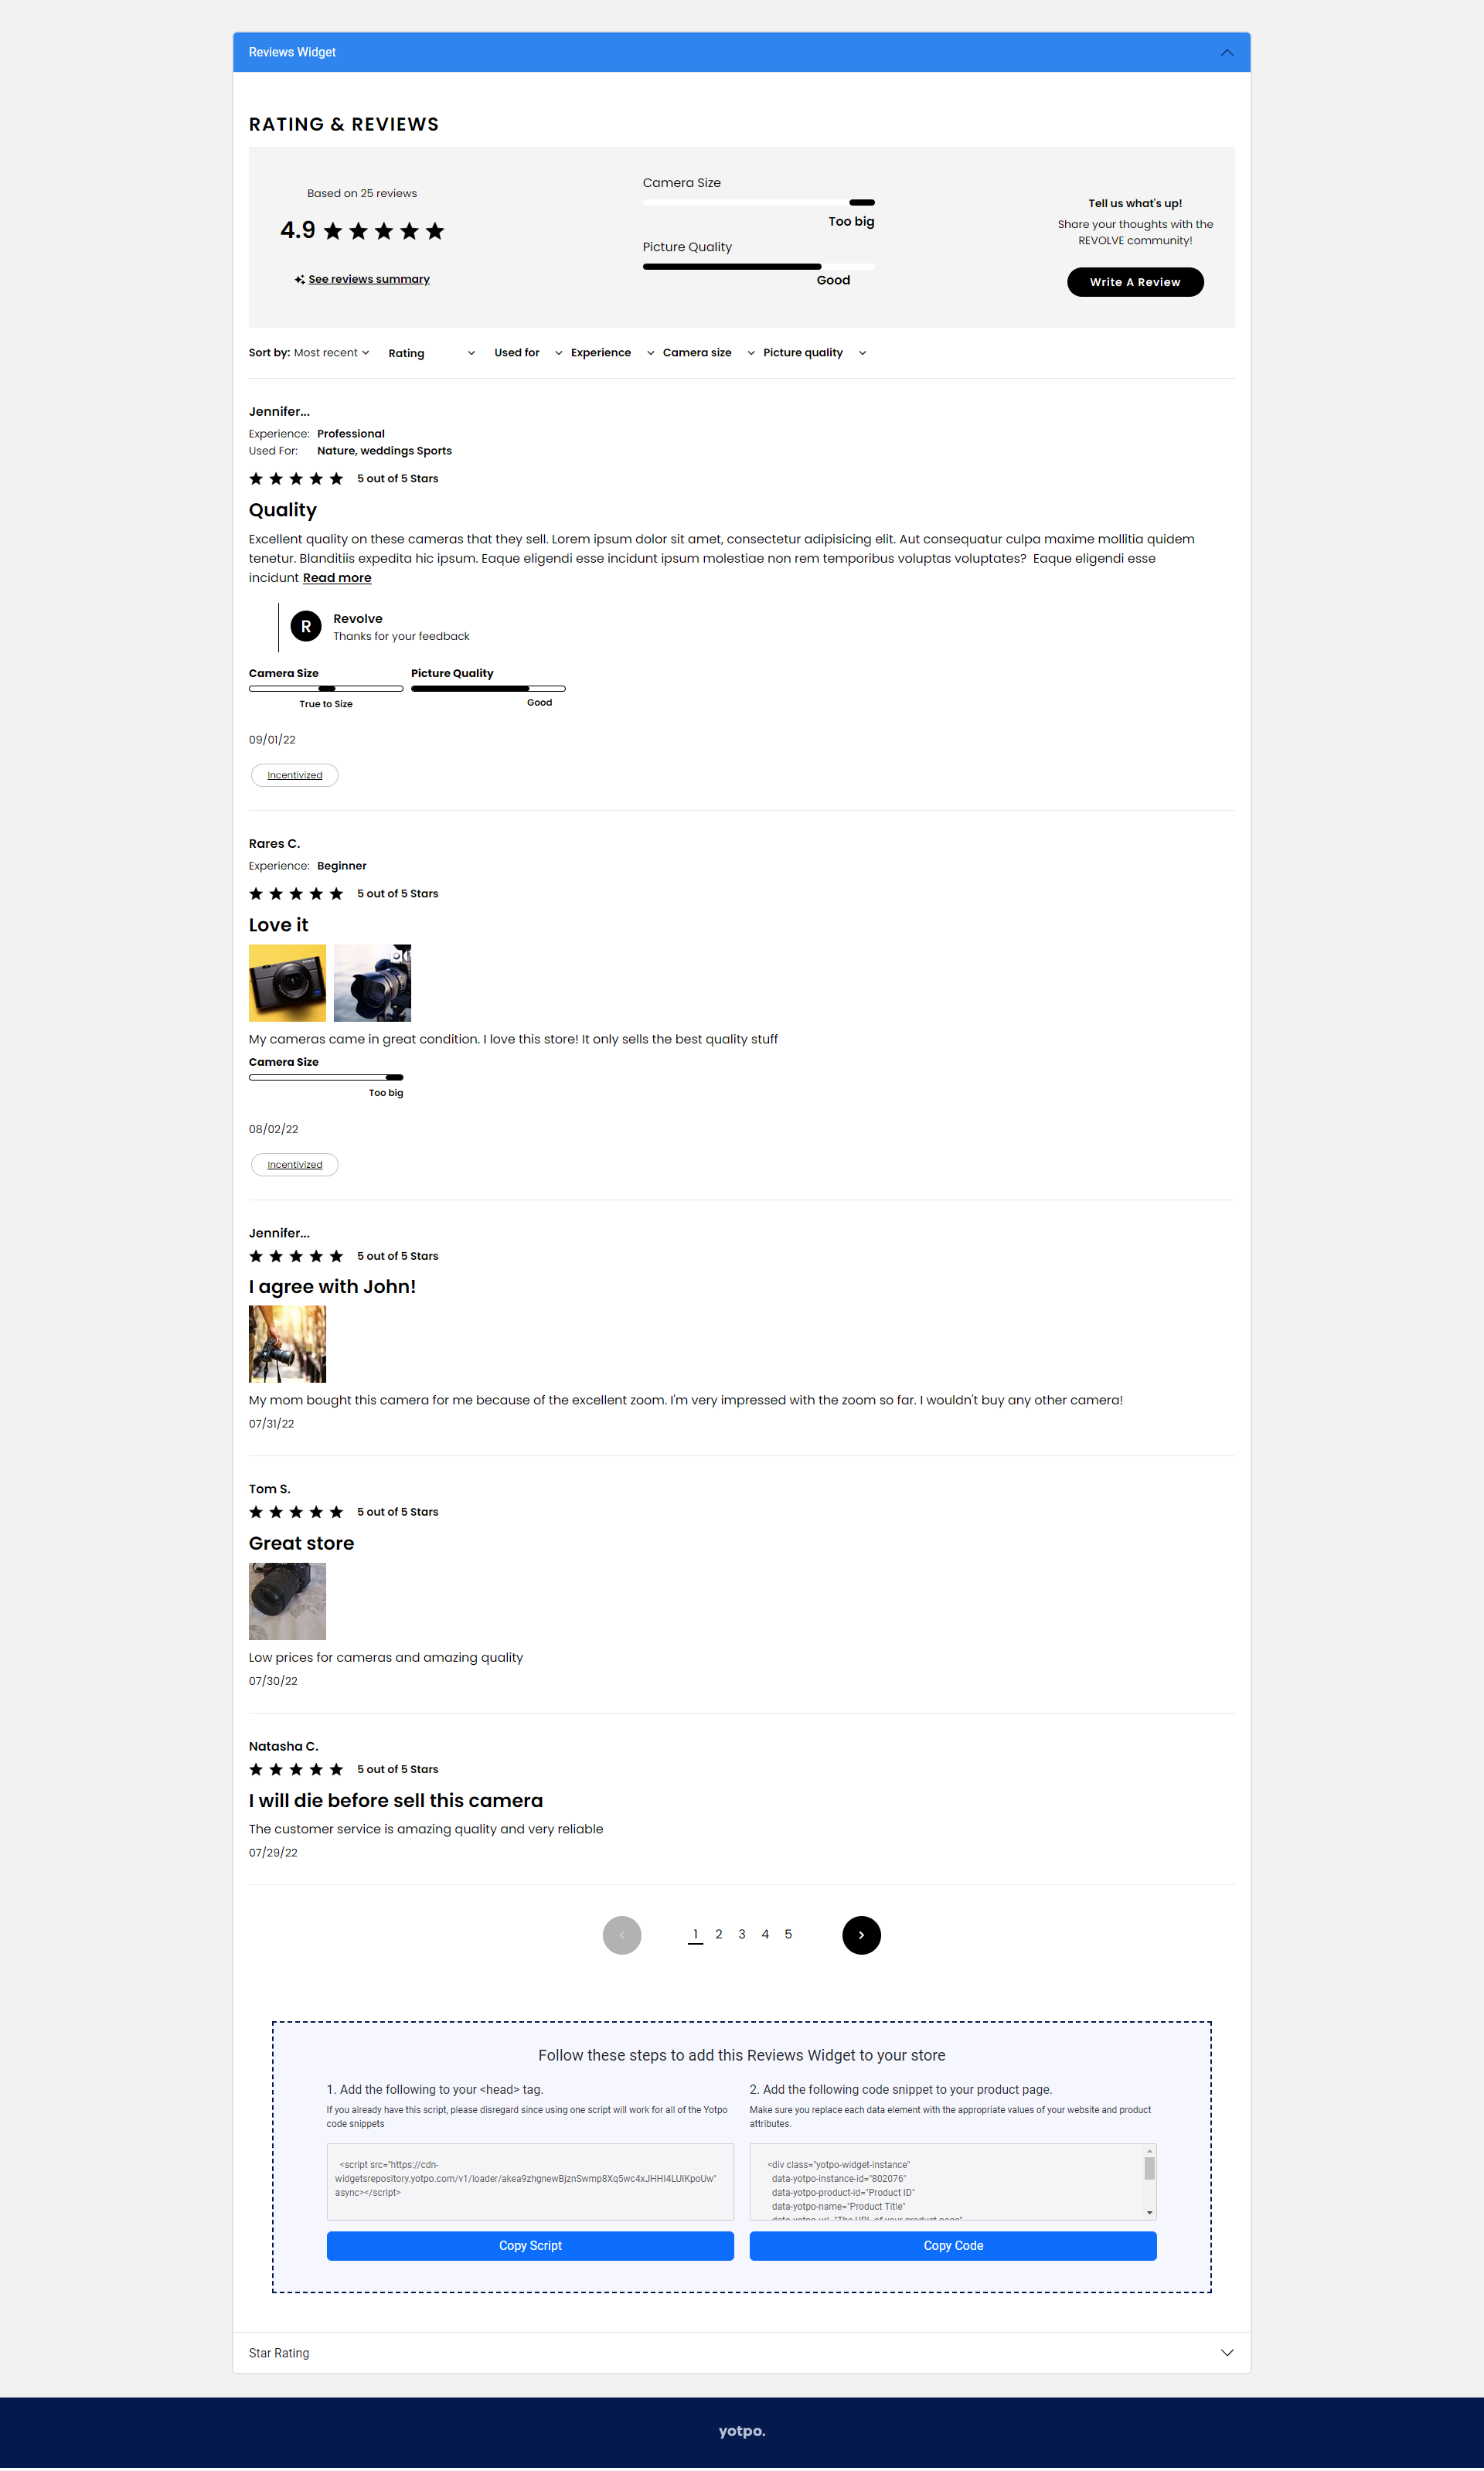 Reviews Widget
RATING & REVIEWS
Based on 25 reviews
4.9
See reviews summary
Camera Size
Too big
Picture Quality
Good
Tell us what's up!
Share your thoughts with the
REVOLVE community!
Write A Review
Sort by: Most recent Rating Used for Experience Camera size Picture quality
Jennifer...
Experience: Professional
Used For: Nature, weddings Sports
5 out of 5 Stars
Quality
Excellent quality on these cameras that they sell. Lorem ipsum dolor sit amet, consectetur adipisicing elit. Aut consequatur culpa maxime mollitia quidem
tenetur. Blanditiis expedita hic ipsum. Eaque eligendi esse incidunt ipsum molestiae non rem temporibus voluptas voluptates?  Eaque eligendi esse
incidunt Read more
R
Revolve
Thanks for your feedback
Camera Size Picture Quality
True to Size Good
09/01/22
Incentivized
Rares C.
Experience: Beginner
5 out of 5 Stars
Love it
My cameras came in great condition. I love this store! It only sells the best quality stuff
Camera Size
Too big
08/02/22
Incentivized
Jennifer...
5 out of 5 Stars
I agree with John!
My mom bought this camera for me because of the excellent zoom. I'm very impressed with the zoom so far. I wouldn't buy any other camera!
07/31/22
Tom S.
5 out of 5 Stars
Great store
Low prices for cameras and amazing quality
07/30/22
Natasha C.
5 out of 5 Stars
I will die before sell this camera
The customer service is amazing quality and very reliable
07/29/22
1 2 3 4 5
Follow these steps to add this Reviews Widget to your store
1. Add the following to your <head> tag.
If you already have this script, please disregard since using one script will work for all of the Yotpo
code snippets
<script src="https://cdn-
widgetsrepository.yotpo.com/v1/loader/akea9zhgnewBjznSwmp8Xq5wc4xJHHI4LUIKpoUw"
async></script>
Copy Script
2. Add the following code snippet to your product page.
Make sure you replace each data element with the appropriate values of your website and product
attributes.
<div class="yotpo-widget-instance"
data-yotpo-instance-id="802076"
data-yotpo-product-id="Product ID"
data-yotpo-name="Product Title"
data-yotpo-url="The URL of your product page"
Copy Code
Star Rating
yotpo.